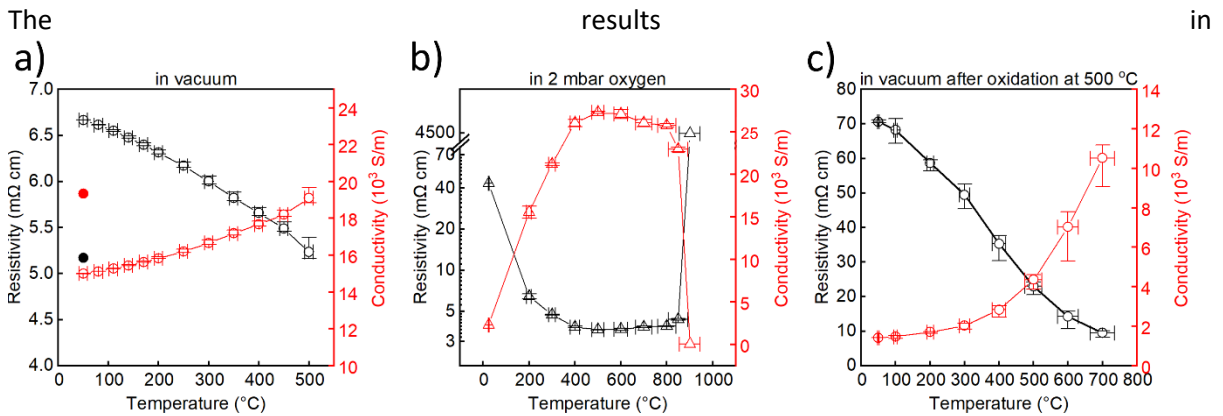 The results in
a)
in vacuum
7.0
6.5
6.0
5.5
5.0
4.5
4.0
Resistivity (mΩ cm)
24
22
20
18
16
14
12
10
Conductivity (10³ S/m)
0 100 200 300 400 500
Temperature (°C)
b)
in 2 mbar oxygen
4500
70
40
20
10
3
Resistivity (mΩ cm)
30
25
20
15
10
5
0
Conductivity (10³ S/m)
0 200 400 600 800 1000
Temperature (°C)
c)
in vacuum after oxidation at 500 °C
80
70
60
50
40
30
20
10
0
Resistivity (mΩ cm)
14
12
10
8
6
4
2
0
Conductivity (10³ S/m)
0 100 200 300 400 500 600 700 800
Temperature (°C)